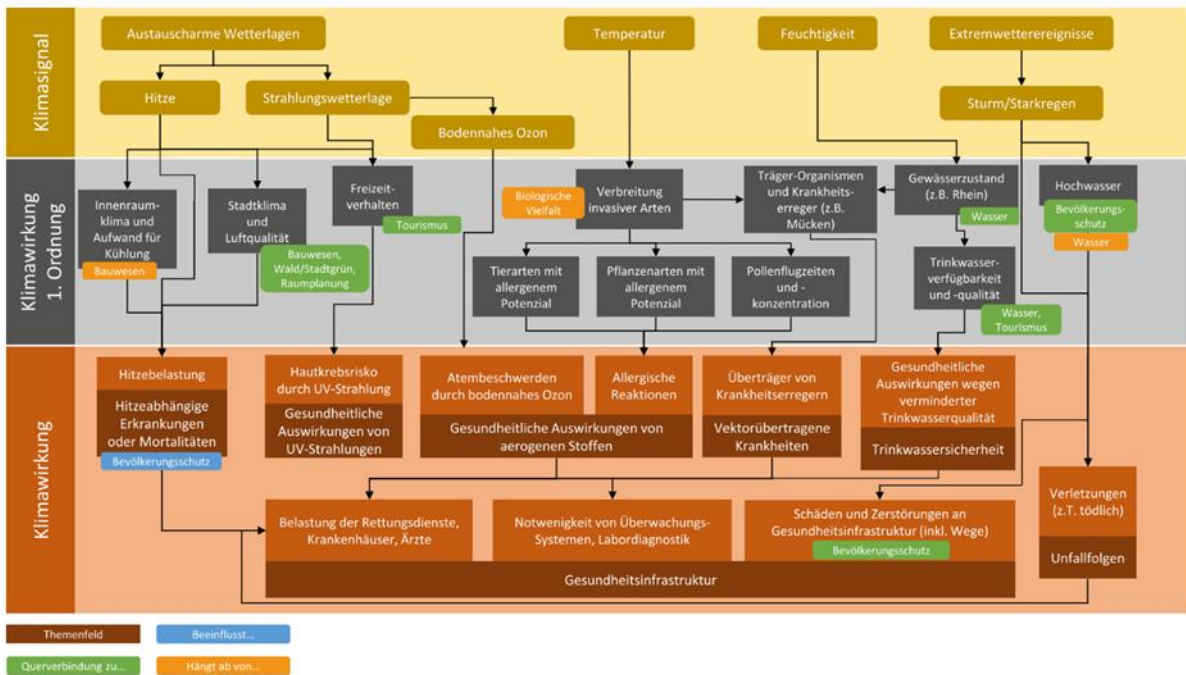 Klimasignal
Austauscharme Wetterlagen
Temperatur
Feuchtigkeit
Extremwetterereignisse
Hitze
Strahlungswetterlage
Bodennahes Ozon
Sturm/Starkregen
Klimawirkung
1. Ordnung
Innenraum-
klima und
Aufwand für
Kühlung
Bauwesen
Stadtklima
und
Luftqualität
Bauwesen,
Wald/Stadtgrün,
Raumplanung
Freizeit-
verhalten
Tourismus
Biologische
Vielfalt
Verbreitung
invasiver Arten
Träger-Organismen
und Krankheits-
erreger (z.B.
Mücken)
Gewässerzustand
(z.B. Rhein)
Wasser
Hochwasser
Bevölkerungs-
schutz
Wasser
Tierarten mit
allergenem
Potenzial
Pflanzenarten mit
allergenem
Potenzial
Pollenflugzeiten
und -
konzentration
Trinkwasser-
verfügbarkeit
und -qualität
Wasser,
Tourismus
Klimawirkung
Hitzebelastung
Hitzeabhängige
Erkrankungen
oder Mortalitäten
Bevölkerungsschutz
Hautkrebsrisiko
durch UV-Strahlung
Gesundheitliche
Auswirkungen von
UV-Strahlungen
Atembeschwerden
durch bodennahes Ozon
Allergische
Reaktionen
Gesundheitliche Auswirkungen von
aerogenen Stoffen
Überträger von
Krankheitserregern
Vektorübertragene
Krankheiten
Gesundheitliche
Auswirkungen wegen
verminderter
Trinkwasserqualität
Trinkwassersicherheit
Belastung der Rettungsdienste,
Krankenhäuser, Ärzte
Notwenigkeit von Überwachungs-
Systemen, Labordiagnostik
Schäden und Zerstörungen an
Gesundheitsinfrastruktur (inkl. Wege)
Bevölkerungsschutz
Gesundheitsinfrastruktur
Verletzungen
(z.T. tödlich)
Unfallfolgen
Themenfeld
Beeinflusst...
Querverbindung zu...
Hängt ab von...